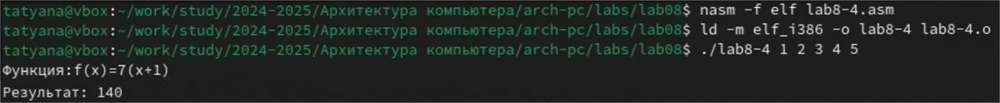 tatyana@vbox:~/work/study/2024-2025/Архитектура компьютера/arch-pc/labs/lab08$ nasm -f elf lab8-4.asm
tatyana@vbox:~/work/study/2024-2025/Архитектура компьютера/arch-pc/labs/lab08$ ld -m elf_i386 -o lab8-4 lab8-4.o
tatyana@vbox:~/work/study/2024-2025/Архитектура компьютера/arch-pc/labs/lab08$ ./lab8-4 1 2 3 4 5
Функция:f(x)=7(x+1)
Результат: 140